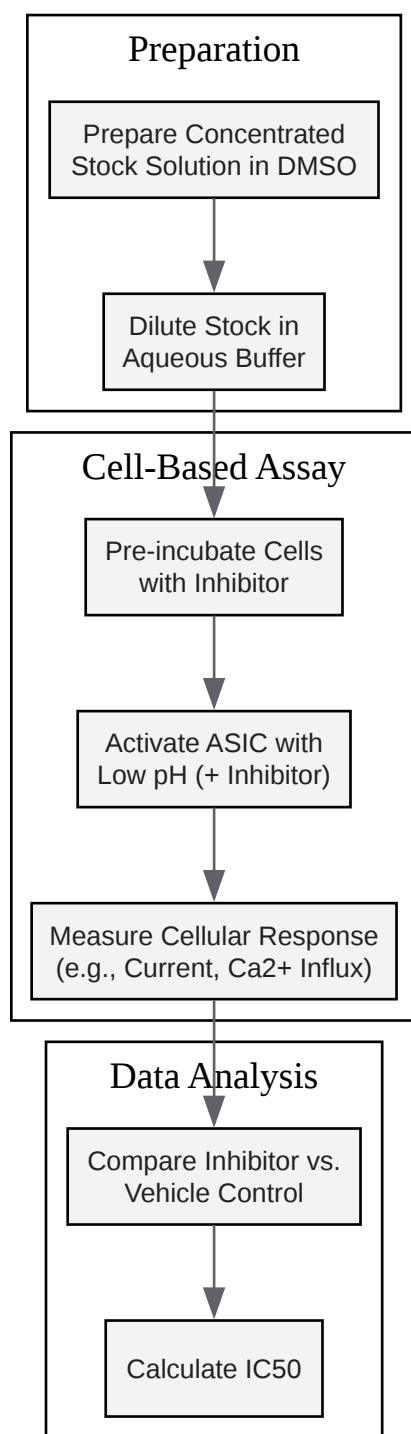 Preparation
Prepare Concentrated
Stock Solution in DMSO
Dilute Stock in
Aqueous Buffer
Cell-Based Assay
Pre-incubate Cells
with Inhibitor
Activate ASIC with
Low pH (+ Inhibitor)
Measure Cellular Response
(e.g., Current, Ca2+ Influx)
Data Analysis
Compare Inhibitor vs.
Vehicle Control
Calculate IC50